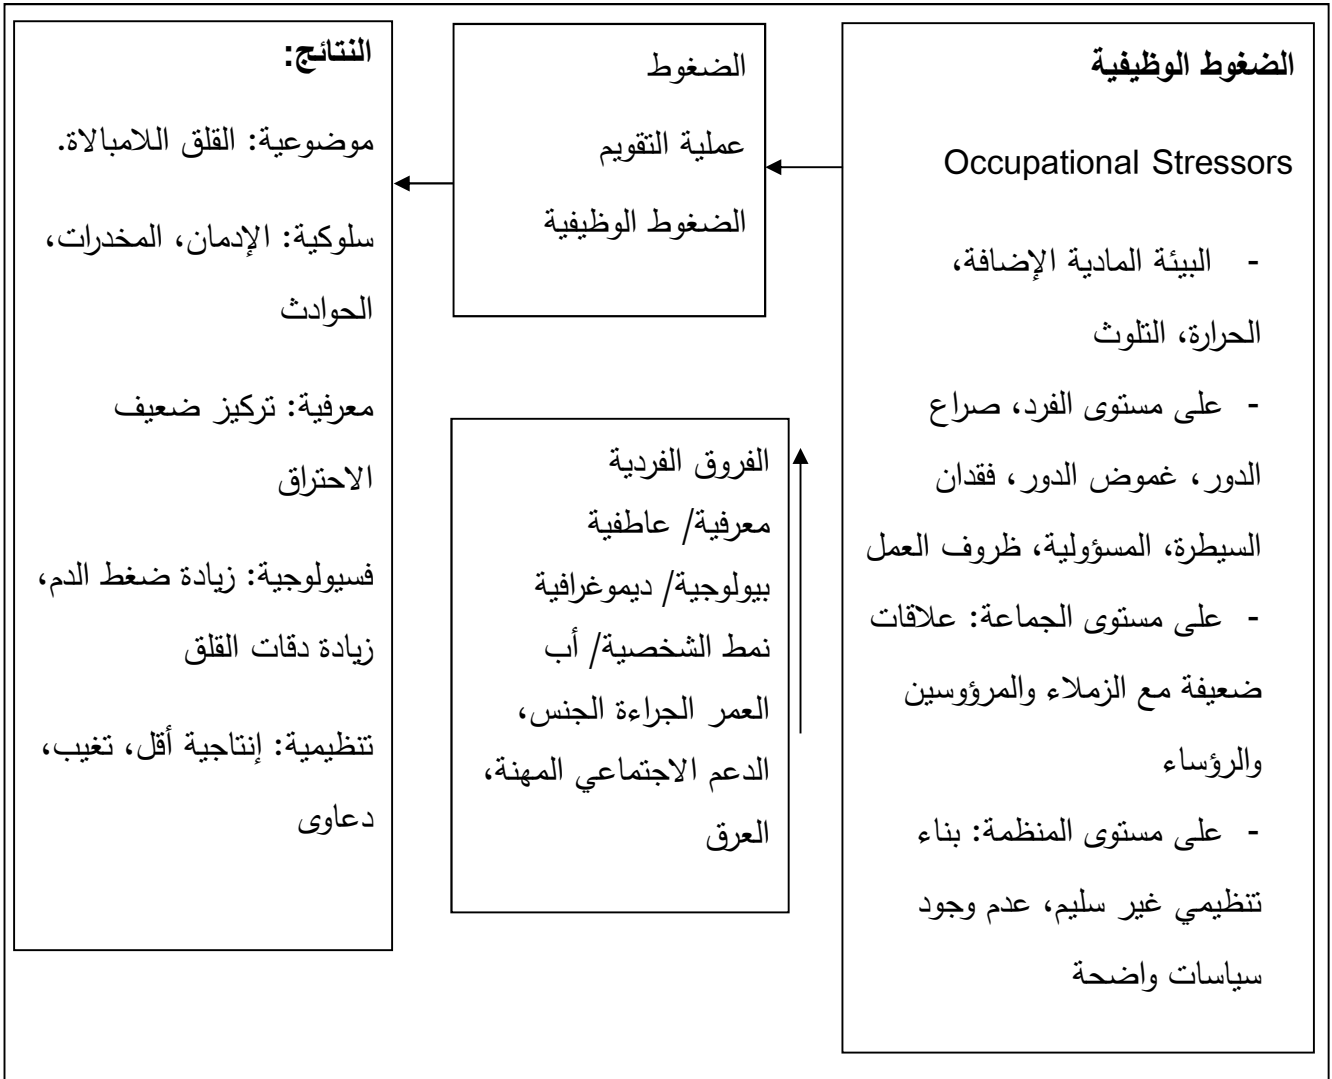 الضغوط الوظيفية
Occupational Stressors
- البيئة المادية الإضافة،
الحرارة، التلوث
- على مستوى الفرد، صراع
الدور، غموض الدور، فقدان
السيطرة، المسؤولية، ظروف العمل
- على مستوى الجماعة: علاقات
ضعيفة مع الزملاء والمرؤوسين
والرؤساء
- على مستوى المنظمة: بناء
تنظيمي غير سليم، عدم وجود
سياسات واضحة
الضغوط
عملية التقويم
الضغوط الوظيفية
الفروق الفردية
معرفية/ عاطفية
بيولوجية/ ديموغرافية
نمط الشخصية/ أب
العمر الجراءة الجنس،
الدعم الاجتماعي المهنة،
العرق
النتائج:
موضوعية: القلق اللامبالاة.
سلوكية: الإدمان، المخدرات،
الحوادث
معرفية: تركيز ضعيف
الاحتراق
فسيولوجية: زيادة ضغط الدم،
زيادة دقات القلق
تنظيمية: إنتاجية أقل، تغيب،
دعاوى